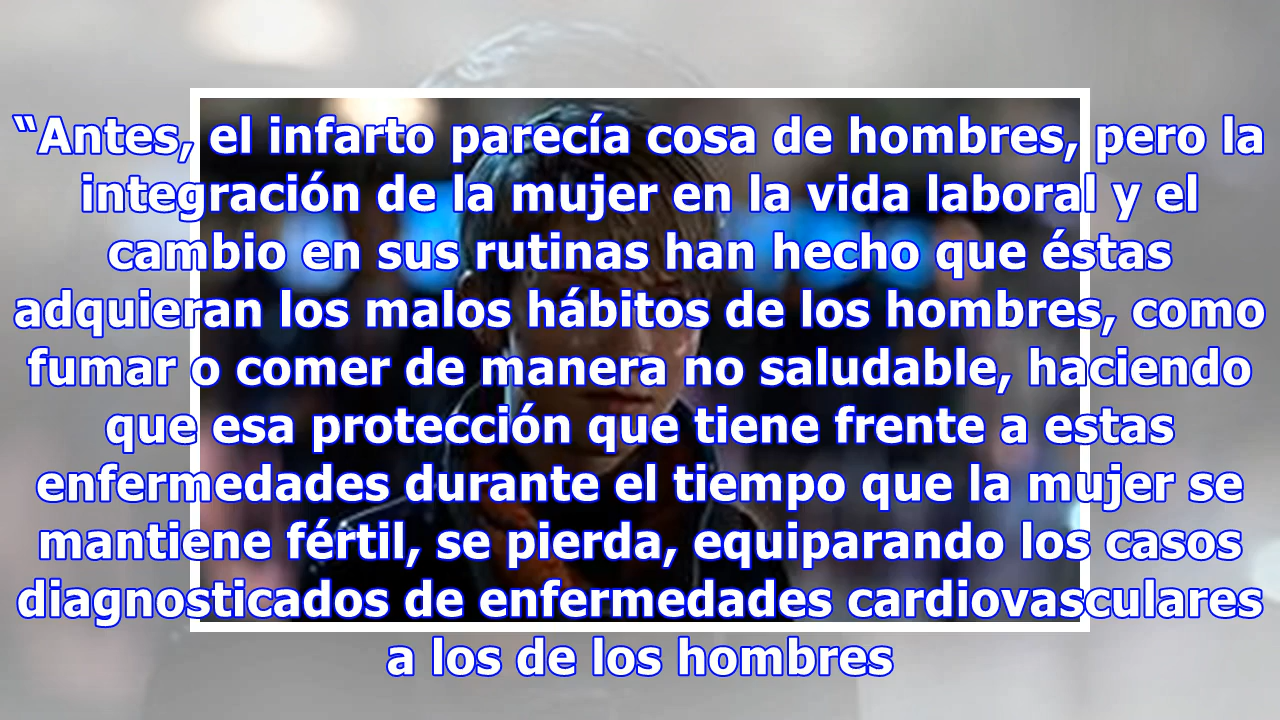 “Antes, el infarto parecía cosa de hombres, pero la
integración de la mujer en la vida laboral y el
cambio en sus rutinas han hecho que éstas
adquieran los malos hábitos de los hombres, como
fumar o comer de manera no saludable, haciendo
que esa protección que tiene frente a estas
enfermedades durante el tiempo que la mujer se
mantiene fértil, se pierda, equiparando los casos
diagnosticados de enfermedades cardiovasculares
a los de los hombres